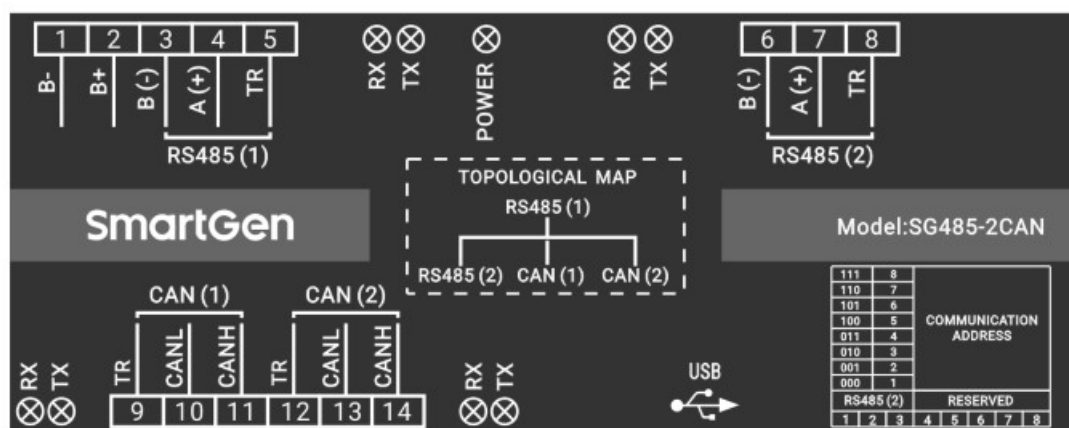 1 2 3 4 5
B- B+ B (-) A (+) TR
RS485 (1)
RX TX POWER RX TX
6 7 8
B (-) A (+) TR
RS485 (2)
TOPOLOGICAL MAP
RS485 (1)
RS485 (2) CAN (1) CAN (2)
SmartGen
Model:SG485-2CAN
CAN (1) CAN (2)
TR CANL CANH TR CANL CANH
9 10 11 12 13 14
RX TX
RX TX
USB
111 8
110 7
101 6
100 5
011 4
010 3
001 2
000 1
COMMUNICATION
ADDRESS
RS485 (2) RESERVED
1 2 3 4 5 6 7 8